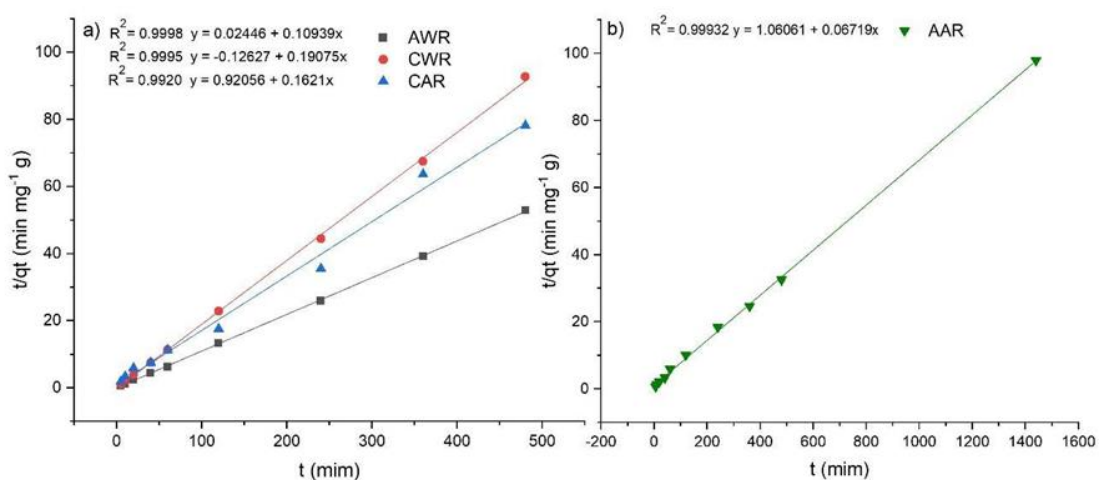 a)
R² = 0.9998 y = 0.02446 + 0.10939x
R² = 0.9995 y = -0.12627 + 0.19075x
R² = 0.9920 y = 0.92056 + 0.1621x
AWR
CWR
CAR
t/qt (min mg⁻¹ g)
100
80
60
40
20
0
0 100 200 300 400 500
t (mim)
b)
R² = 0.99932 y = 1.06061 + 0.06719x
AAR
t/qt (min mg⁻¹ g)
100
80
60
40
20
0
-200 0 200 400 600 800 1000 1200 1400 1600
t (mim)